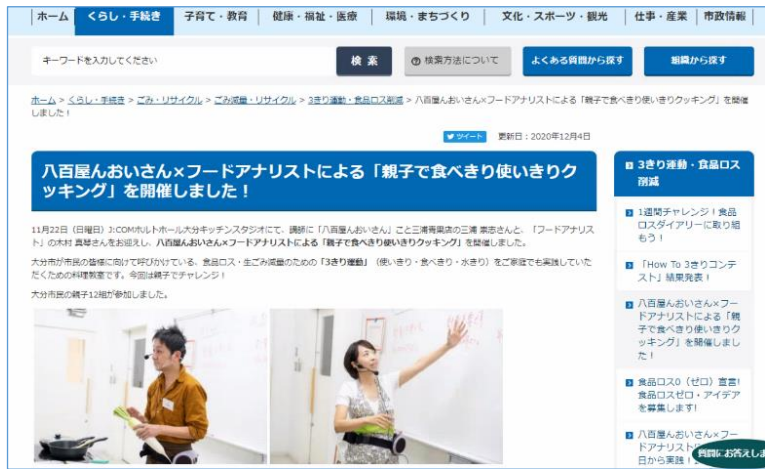 ホーム くらし・手続き 子育て・教育 健康・福祉・医療 環境・まちづくり 文化・スポーツ・観光 仕事・産業 市政情報
キーワードを入力してください 検索 検索方法について よくある質問から探す 組織から探す
ホーム > くらし・手続き > ごみ・リサイクル > ごみ減量・リサイクル > 3きり運動・食品ロス削減 > 八百屋んおいさん×フードアナリストによる「親子で食べきり使いきりクッキング」を開催
しました！
ツイート 更新日：2020年12月4日
八百屋んおいさん×フードアナリストによる「親子で食べきり使いきりク
ッキング」を開催しました！
11月22日（日曜日）J:COMホルトホール大分キッチンスタジオにて、講師に「八百屋んおいさん」こと三浦青果店の三浦 さんと、「フードアナリス
ト」の木村 真琴さんをお迎えし、八百屋んおいさん×フードアナリストによる「親子で食べきり使いきりクッキング」を開催しました。
大分市が市民の皆様に向けて呼びかけている、食品ロス・生ごみ減量のための「3きり運動」（使いきり・食べきり・水きり）をご家庭でも実践していた
だくための料理教室です。今回は親子でチャレンジ！
大分市民の親子12組が参加しました。
3きり運動・食品ロス
削減
1週間チャレンジ！食品
ロスダイアリーに取り組
もう！
「How To 3きりコンテ
スト」結果発表！
八百屋んおいさん×フー
ドアナリストによる「親
子で食べきり使いきりク
ッキング」を開催しまし
た！
食品ロス0（ゼロ）宣言!
食品ロスゼロ・アイデア
を募集します!
八百屋んおいさん×フー
ドアナリスト
日から実践！
質問にお答えしま